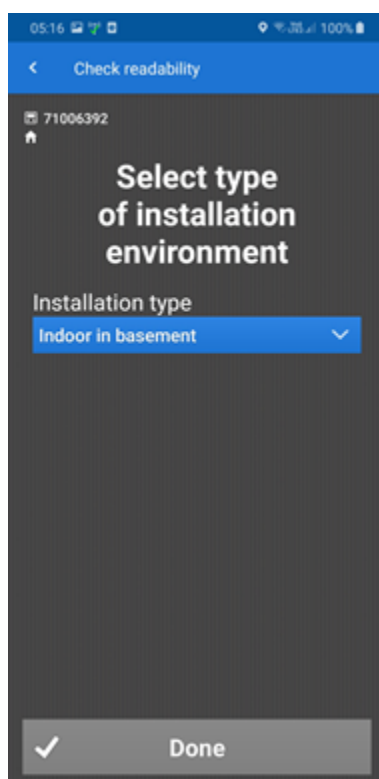 05:16 100%
Check readability
71006392
Select type
of installation
environment
Installation type
Indoor in basement
Done